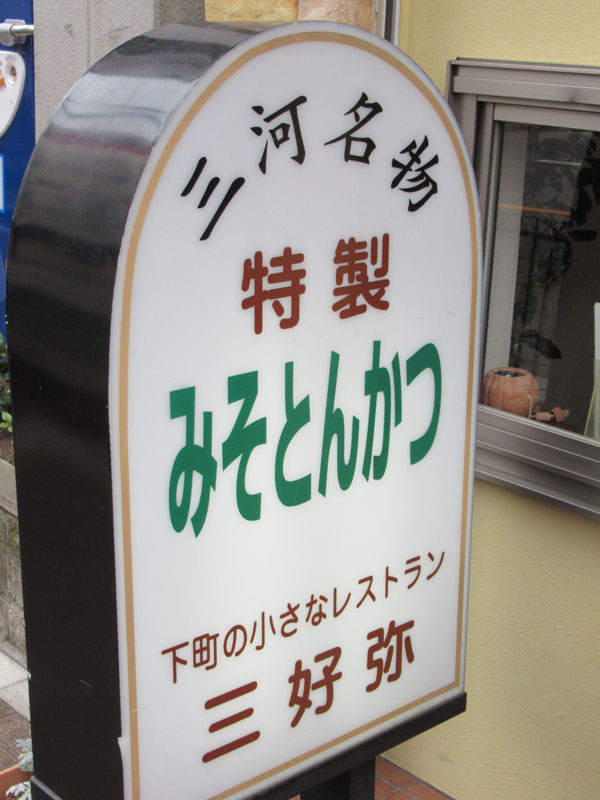 三河名物
特製
みそとんかつ
下町の小さなレストラン
三好弥